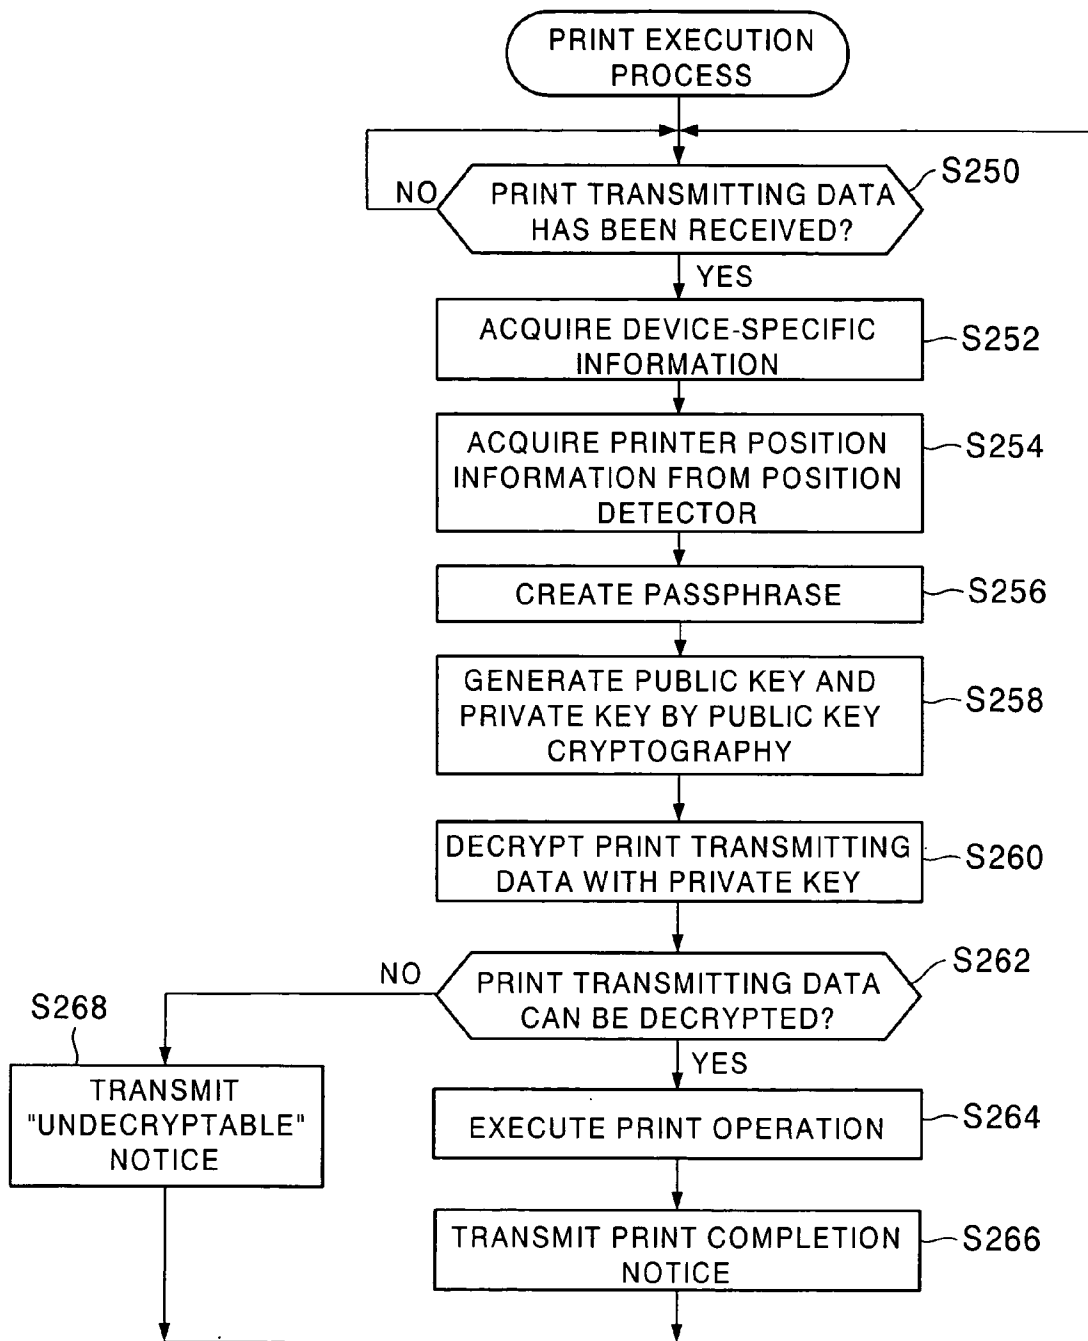 PRINT EXECUTION
PROCESS
S250
NO
PRINT TRANSMITTING DATA
HAS BEEN RECEIVED?
YES
ACQUIRE DEVICE-SPECIFIC
INFORMATION
S252
ACQUIRE PRINTER POSITION
INFORMATION FROM POSITION
DETECTOR
S254
CREATE PASSPHRASE
S256
GENERATE PUBLIC KEY AND
PRIVATE KEY BY PUBLIC KEY
CRYPTOGRAPHY
S258
DECRYPT PRINT TRANSMITTING
DATA WITH PRIVATE KEY
S260
S262
NO
PRINT TRANSMITTING DATA
CAN BE DECRYPTED?
S268
YES
TRANSMIT
"UNDECRYPTABLE"
NOTICE
EXECUTE PRINT OPERATION
S264
TRANSMIT PRINT COMPLETION
NOTICE
S266